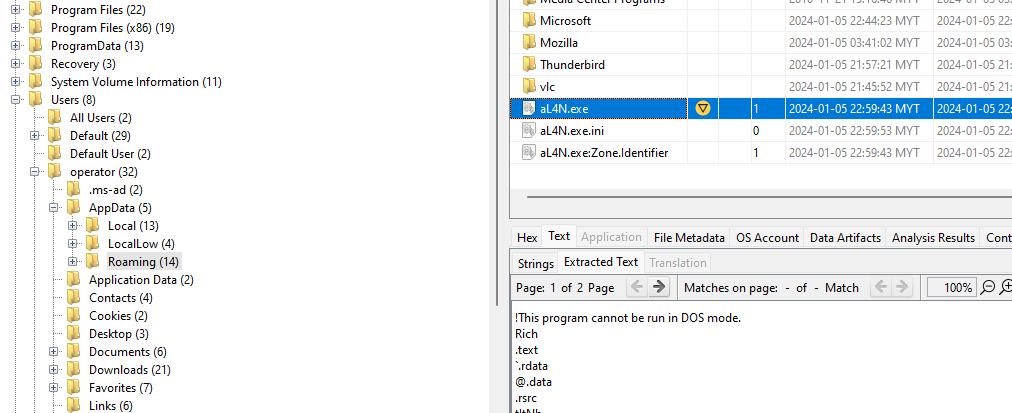 Program Files (22)
Program Files (x86) (19)
ProgramData (13)
Recovery (3)
System Volume Information (11)
Users (8)
All Users (2)
Default (29)
Default User (2)
operator (32)
.ms-ad (2)
AppData (5)
Local (13)
LocalLow (4)
Roaming (14)
Application Data (2)
Contacts (4)
Cookies (2)
Desktop (3)
Documents (6)
Downloads (21)
Favorites (7)
Links (6)
Media Center Programs
Microsoft 2024-01-05 22:44:23 MYT 2024-01-05 22:4
Mozilla 2024-01-05 03:41:02 MYT 2024-01-05 03:
Thunderbird 2024-01-05 21:57:21 MYT 2024-01-05 21:
vlc 2024-01-05 21:45:52 MYT 2024-01-05 21:
aL4N.exe 1 2024-01-05 22:59:43 MYT 2024-01-05 22:
aL4N.exe.ini 0 2024-01-05 22:59:53 MYT 2024-01-05 22:
aL4N.exe:Zone.Identifier 1 2024-01-05 22:59:43 MYT 2024-01-05 22:
Hex Text Application File Metadata OS Account Data Artifacts Analysis Results Cont
Strings Extracted Text Translation
Page: 1 of 2 Page Matches on page: - of - Match 100%
!This program cannot be run in DOS mode.
Rich
.text
`.rdata
@.data
.rsrc